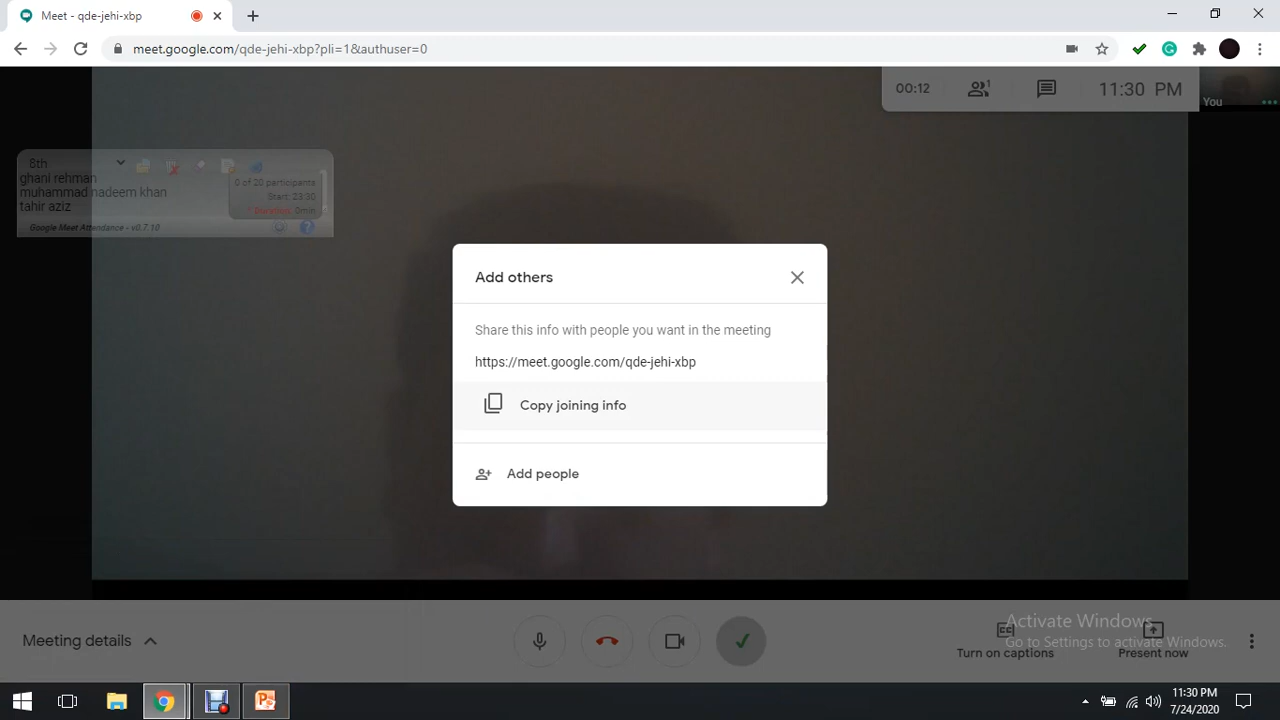 Meet - qde-jehi-xbp
meet.google.com/qde-jehi-xbp?pli=1&authuser=0
00:12
1
11:30 PM
You
8th
ghani rehman
muhammad nadeem khan
tahir aziz
0 of 20 participants
Start: 23:30
Duration: 0min
Google Meet Attendance - v0.7.10
?
Add others
Share this info with people you want in the meeting
https://meet.google.com/qde-jehi-xbp
Copy joining info
Add people
Meeting details
CC
Turn on captions
Present now
Activate Windows
Go to Settings to activate Windows.
11:30 PM
7/24/2020